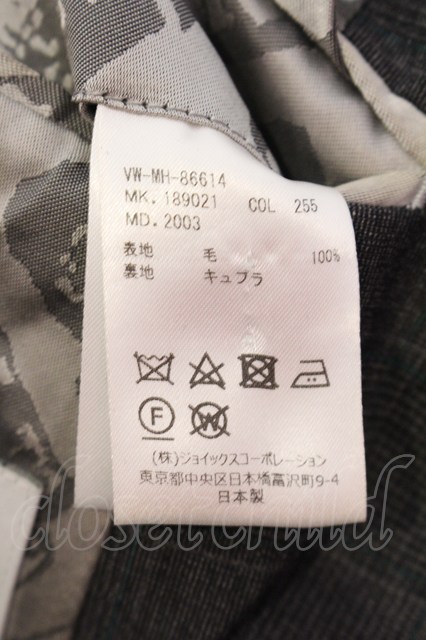 VW-MH-86614
MK. 189021 COL 255
MD. 2003
表地 毛 100%
裏地 キュプラ
F W
(株)ジョイックスコーポレーション
東京都中央区日本橋富沢町9-4
日本製
closet child